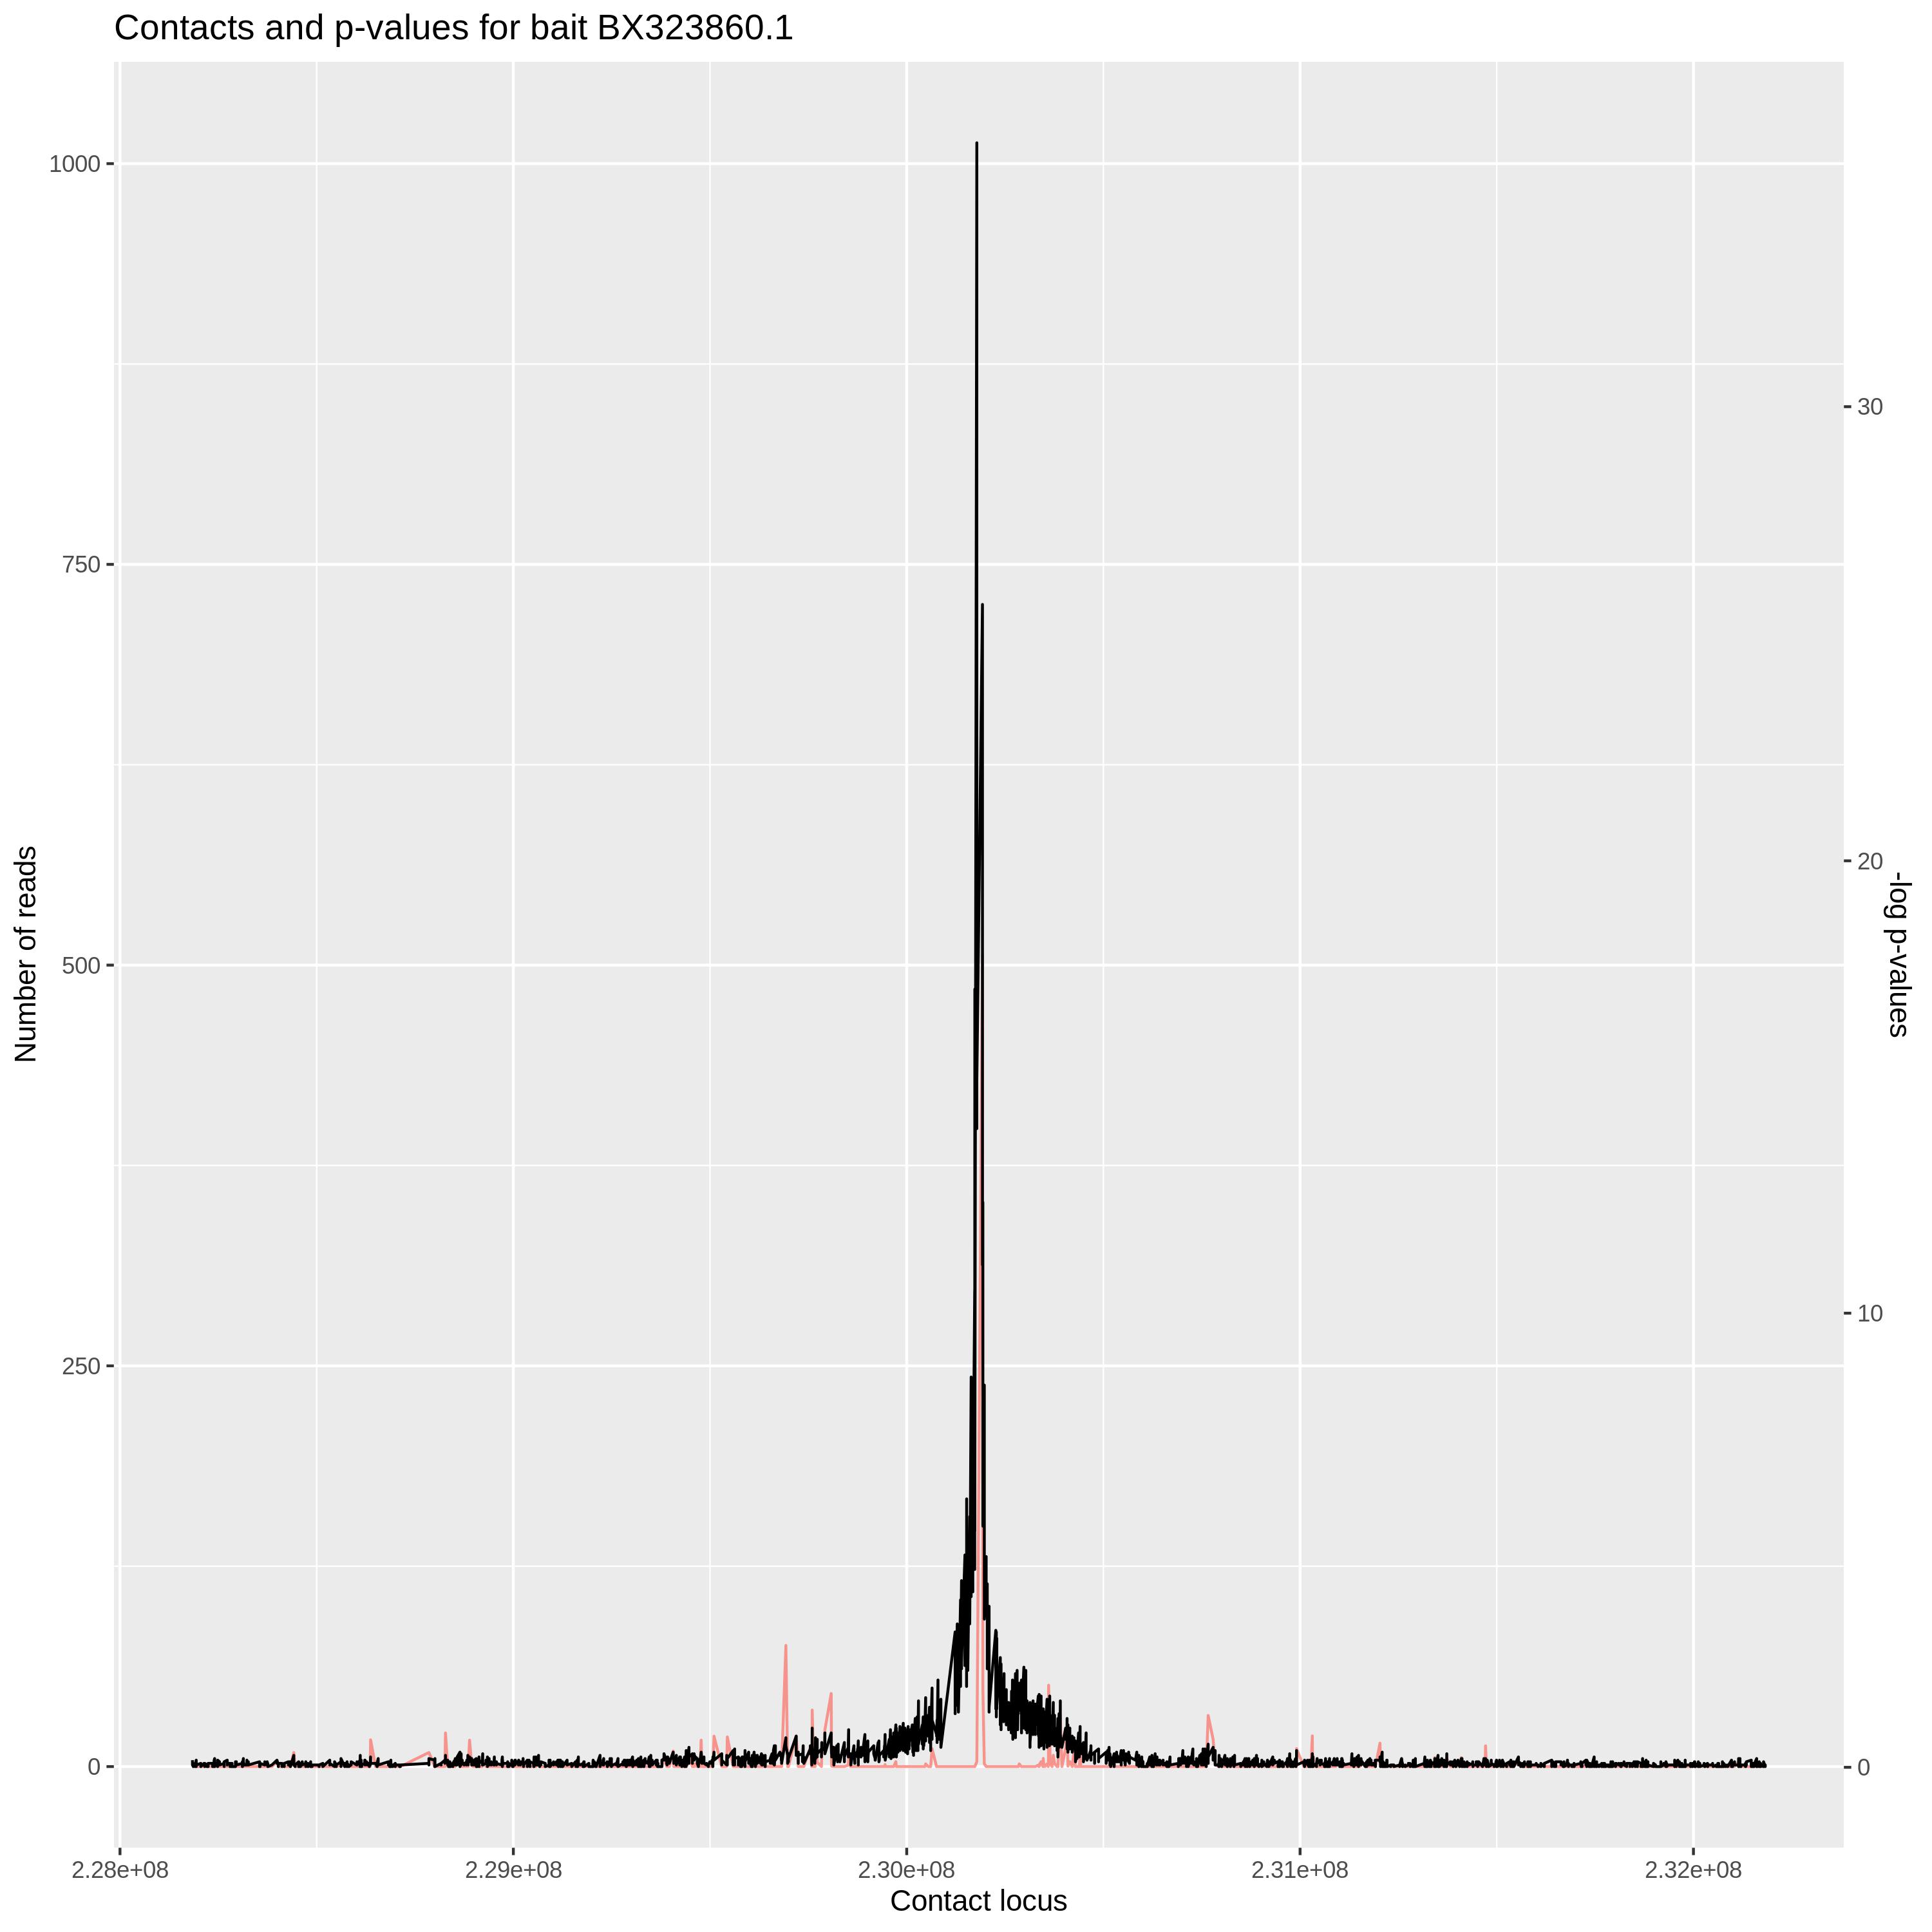 Contacts and p-values for bait BX323860.1
1000
750
500
250
0
Number of reads
30
20
10
0
-log p-values
2.28e+08 2.29e+08 2.30e+08 2.31e+08 2.32e+08
Contact locus